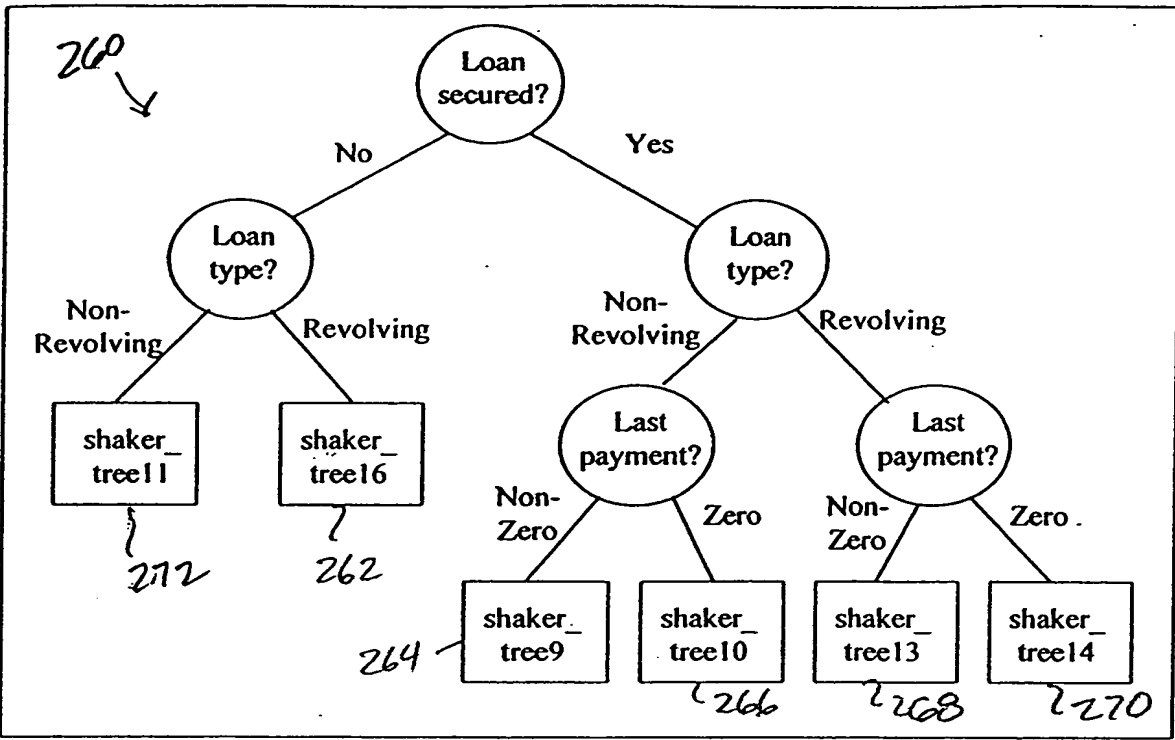 260
Loan
secured?
No
Yes
Loan
type?
Loan
type?
Non-
Revolving
Revolving
Non-
Revolving
Revolving
shaker_
tree11
shaker_
tree16
Last
payment?
Last
payment?
272
262
Non-
Zero
Zero
Non-
Zero
Zero
264
shaker_
tree9
shaker_
tree10
shaker_
tree13
shaker_
tree14
266
268
270